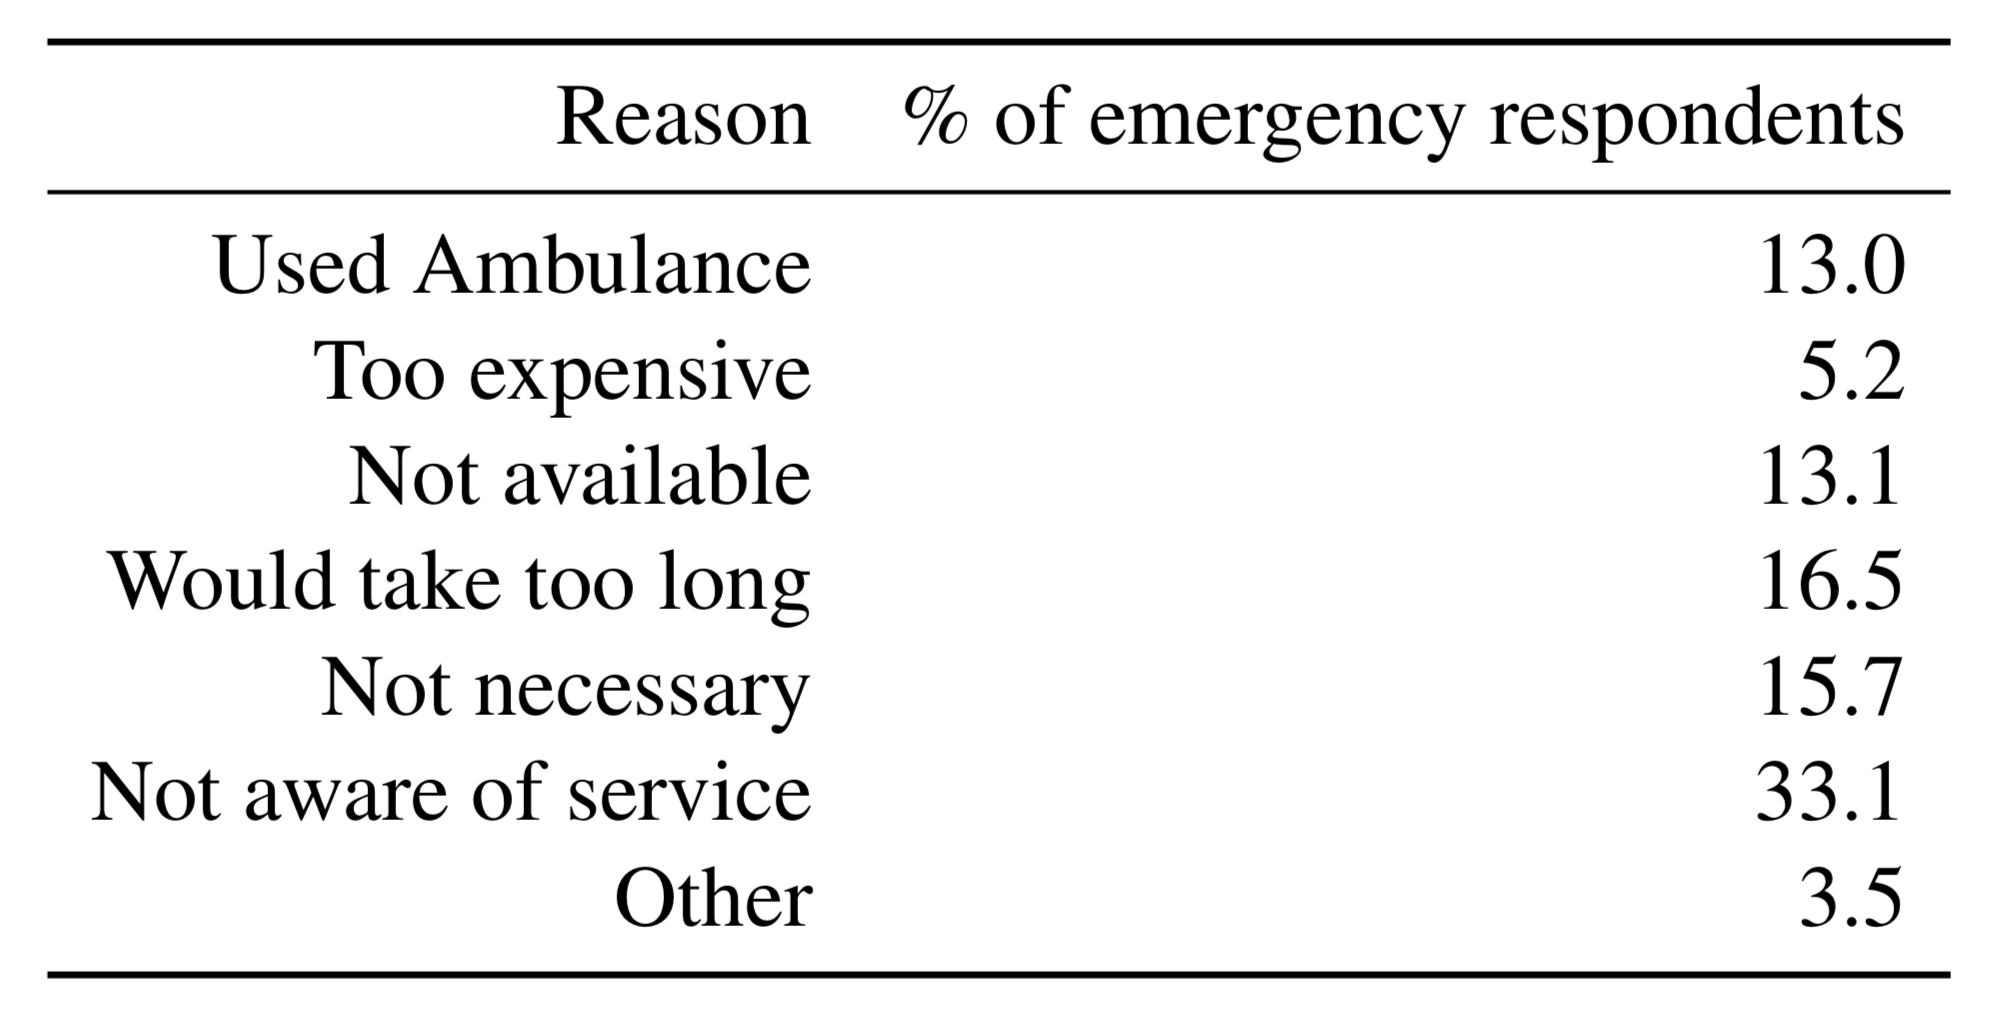 Reason % of emergency respondents
Used Ambulance 13.0
Too expensive 5.2
Not available 13.1
Would take too long 16.5
Not necessary 15.7
Not aware of service 33.1
Other 3.5